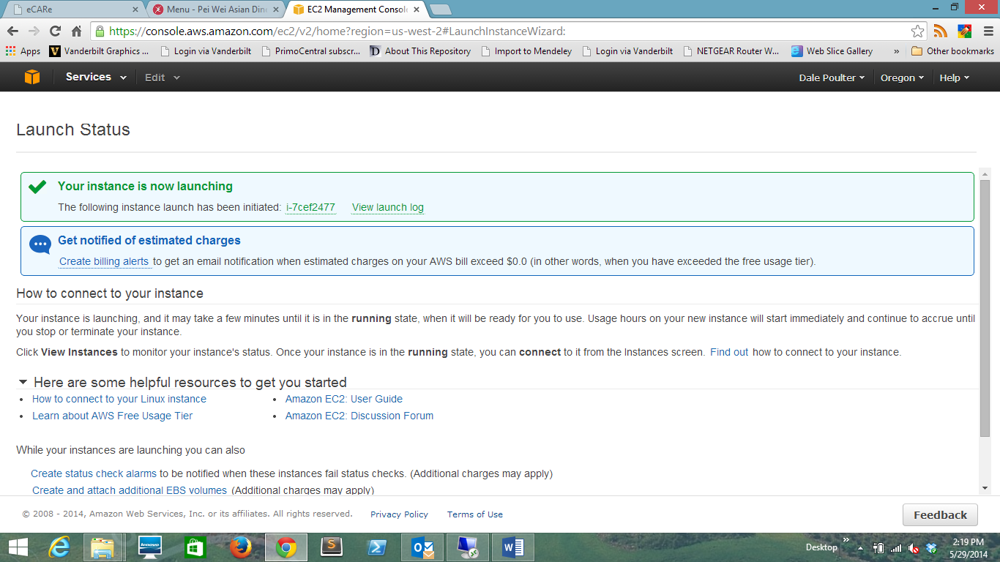 eCARe
Menu - Pei Wei Asian Dine
EC2 Management Console
https://console.aws.amazon.com/ec2/v2/home?region=us-west-2#LaunchInstanceWizard:
Apps
Vanderbilt Graphics ...
Login via Vanderbilt
PrimoCentral subscr...
About This Repository
Import to Mendeley
Login via Vanderbilt
NETGEAR Router W...
Web Slice Gallery
»
Other bookmarks
Services
Edit
Dale Poulter
Oregon
Help
Launch Status
Your instance is now launching
The following instance launch has been initiated: i-7cef2477 View launch log
Get notified of estimated charges
Create billing alerts to get an email notification when estimated charges on your AWS bill exceed $0.0 (in other words, when you have exceeded the free usage tier).
How to connect to your instance
Your instance is launching, and it may take a few minutes until it is in the running state, when it will be ready for you to use. Usage hours on your new instance will start immediately and continue to accrue until
you stop or terminate your instance.
Click View Instances to monitor your instance's status. Once your instance is in the running state, you can connect to it from the Instances screen. Find out how to connect to your instance.
Here are some helpful resources to get you started
• How to connect to your Linux instance
• Amazon EC2: User Guide
• Learn about AWS Free Usage Tier
• Amazon EC2: Discussion Forum
While your instances are launching you can also
Create status check alarms to be notified when these instances fail status checks. (Additional charges may apply)
Create and attach additional EBS volumes (Additional charges may apply)
© 2008 - 2014, Amazon Web Services, Inc. or its affiliates. All rights reserved.
Privacy Policy
Terms of Use
Feedback
lenovo
Desktop
»
2:19 PM
5/29/2014